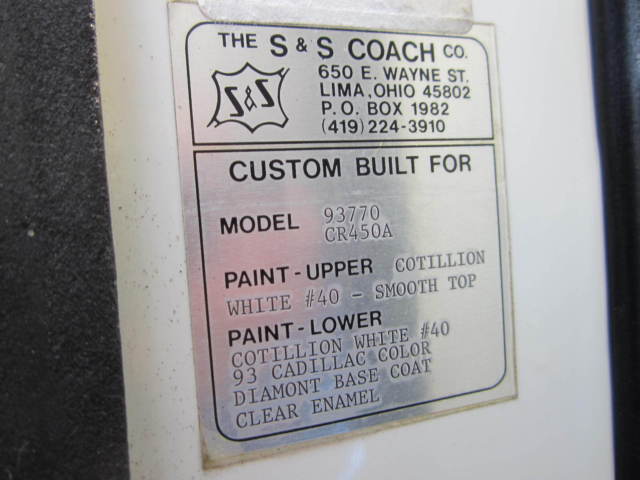 THE S & S COACH CO.
S&S
650 E. WAYNE ST.
LIMA, OHIO 45802
P. O. BOX 1982
(419) 224-3910
CUSTOM BUILT FOR
MODEL 93770
CR450A
PAINT-UPPER COTILLION
WHITE #40 - SMOOTH TOP
PAINT-LOWER
COTILLION WHITE #40
93 CADILLAC COLOR
DIAMONT BASE COAT
CLEAR ENAMEL